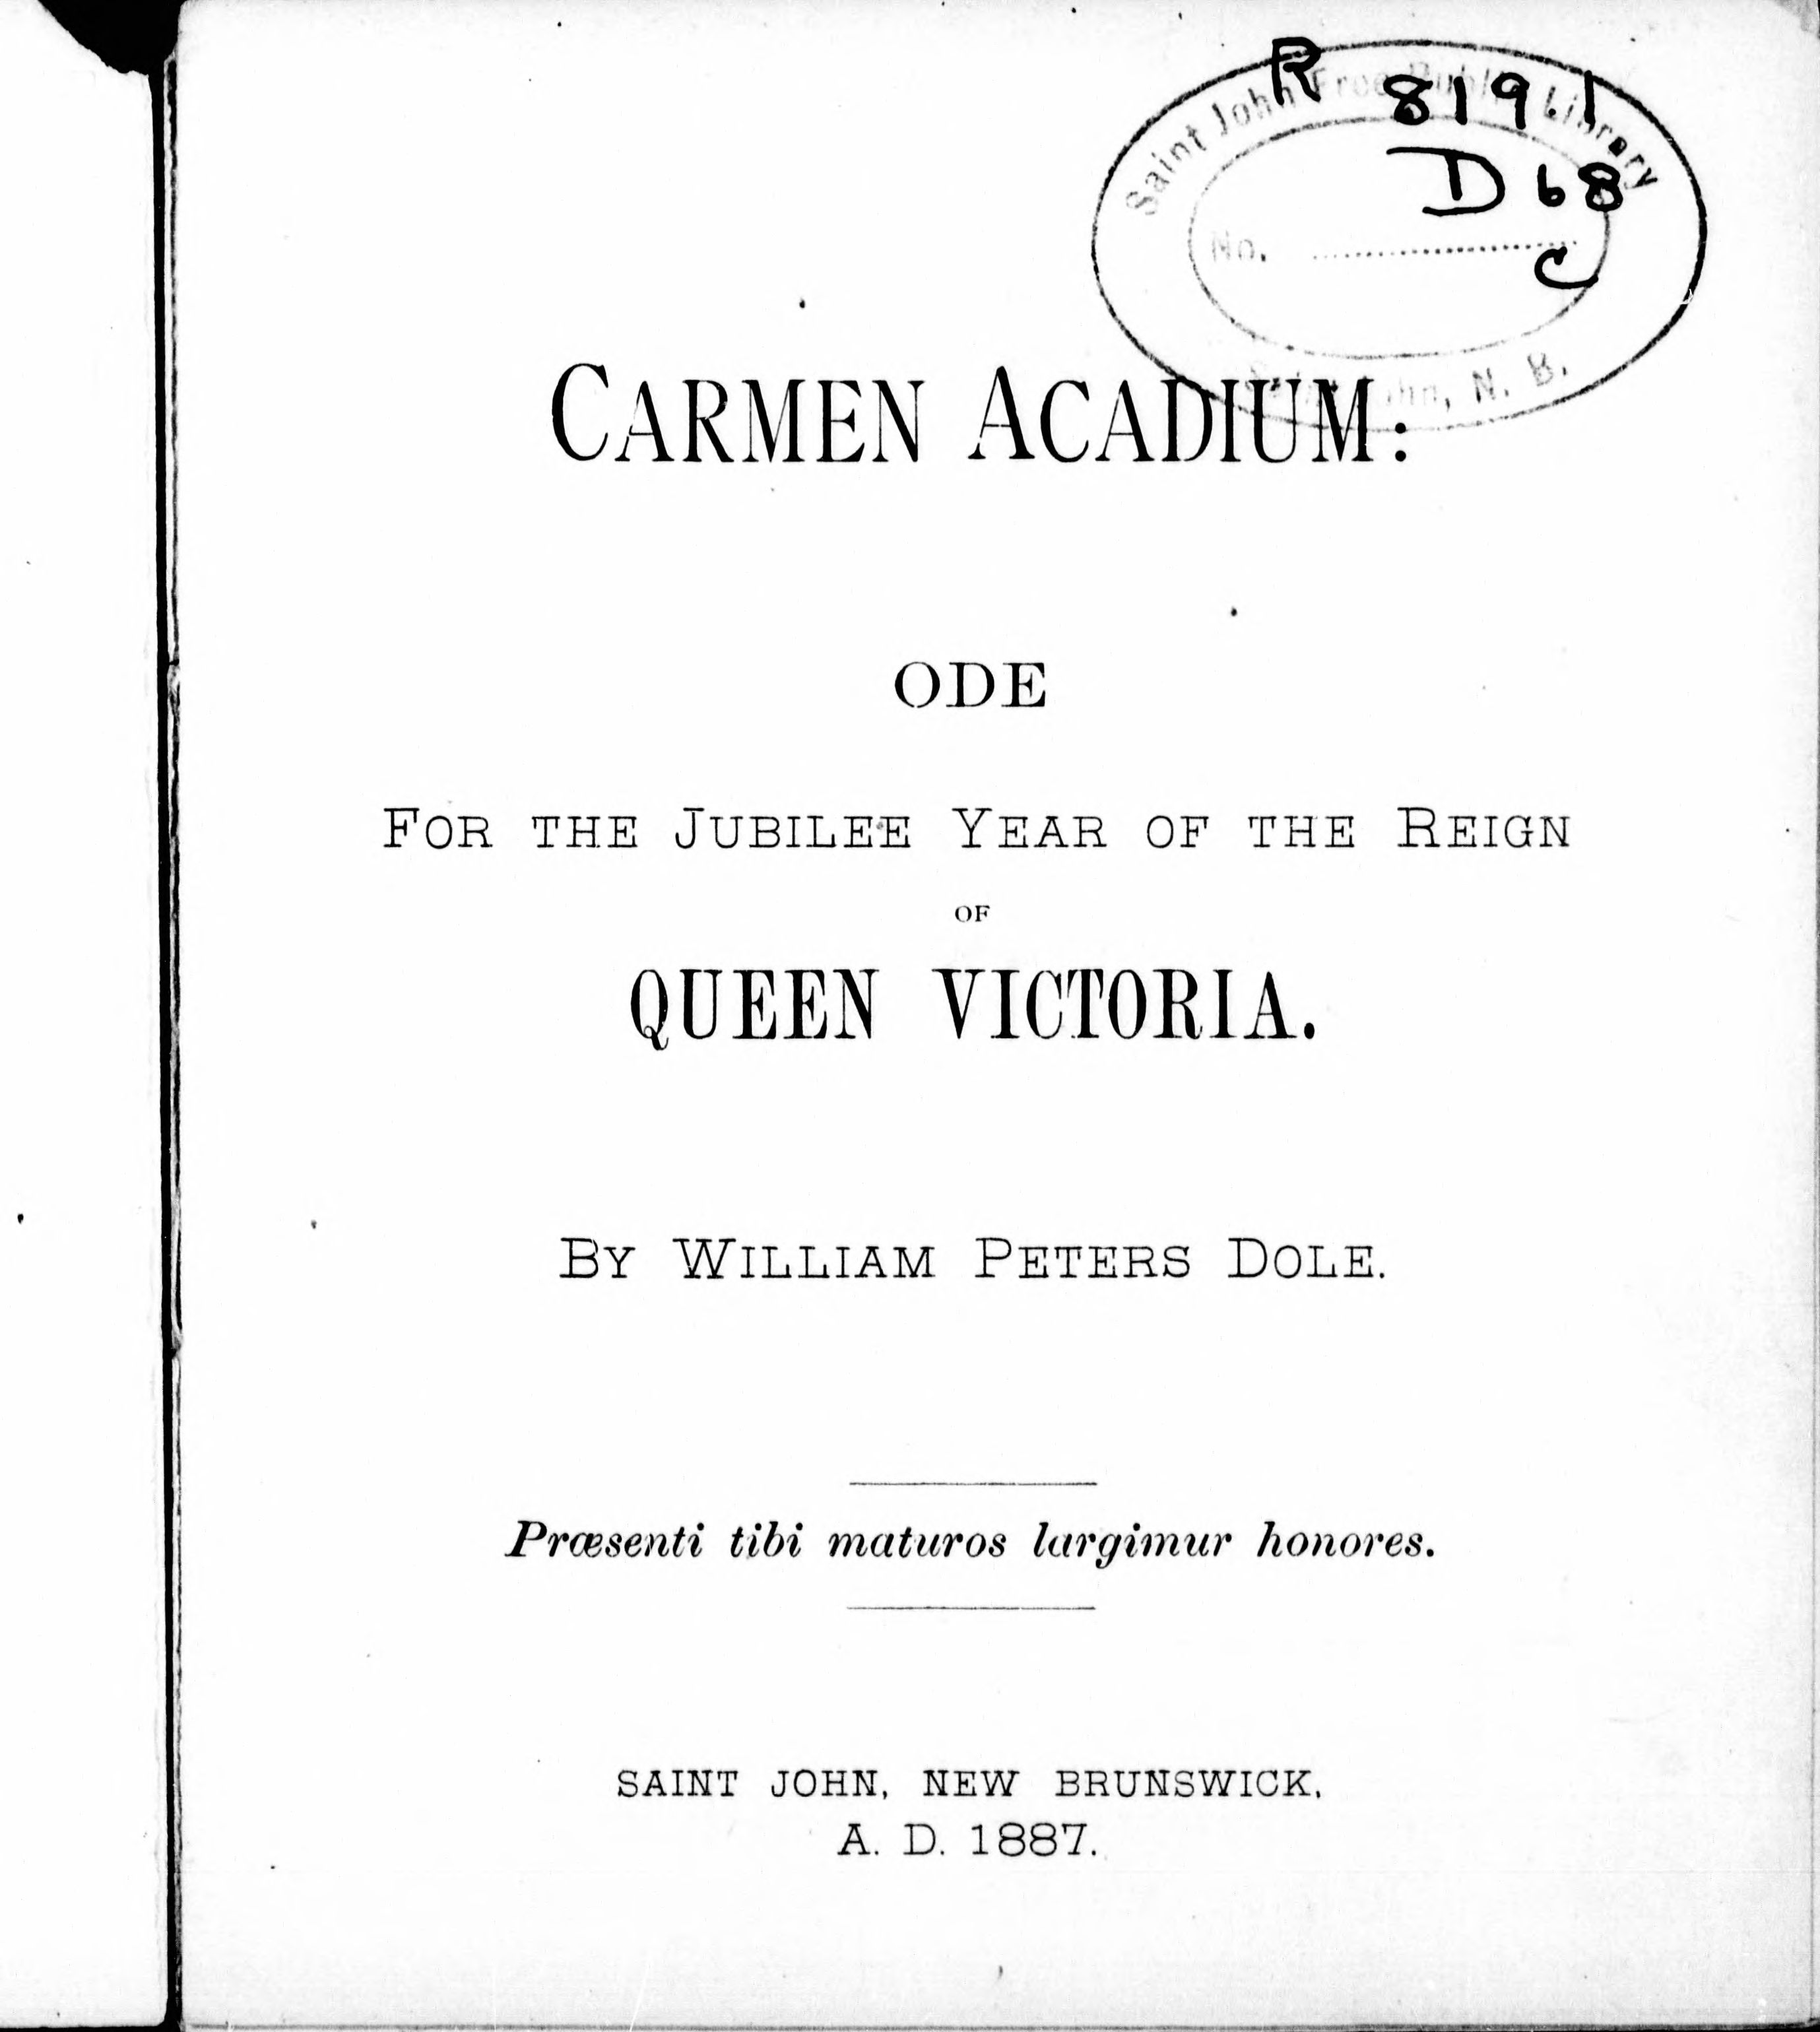 R 819.1
D68
C
Saint John Free Public Library
No.
Saint John, N. B.
CARMEN ACADIUM:
ODE
FOR THE JUBILEE YEAR OF THE REIGN
OF
QUEEN VICTORIA.
BY WILLIAM PETERS DOLE.
Præsenti tibi maturos largimur honores.
SAINT JOHN, NEW BRUNSWICK,
A. D. 1887.